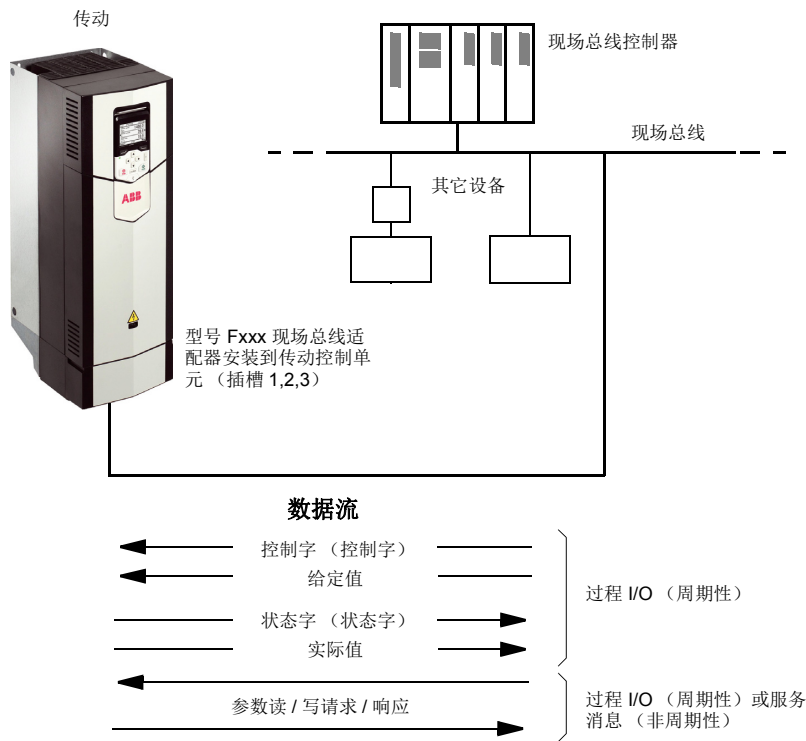 传动
现场总线控制器
现场总线
其它设备
ABB
型号 Fxxx 现场总线适
配器安装到传动控制单
元 （插槽 1,2,3）
数据流
控制字 （控制字）
给定值
过程 I/O （周期性）
状态字 （状态字）
实际值
参数读 / 写请求 / 响应
过程 I/O （周期性）或服务
消息 （非周期性）